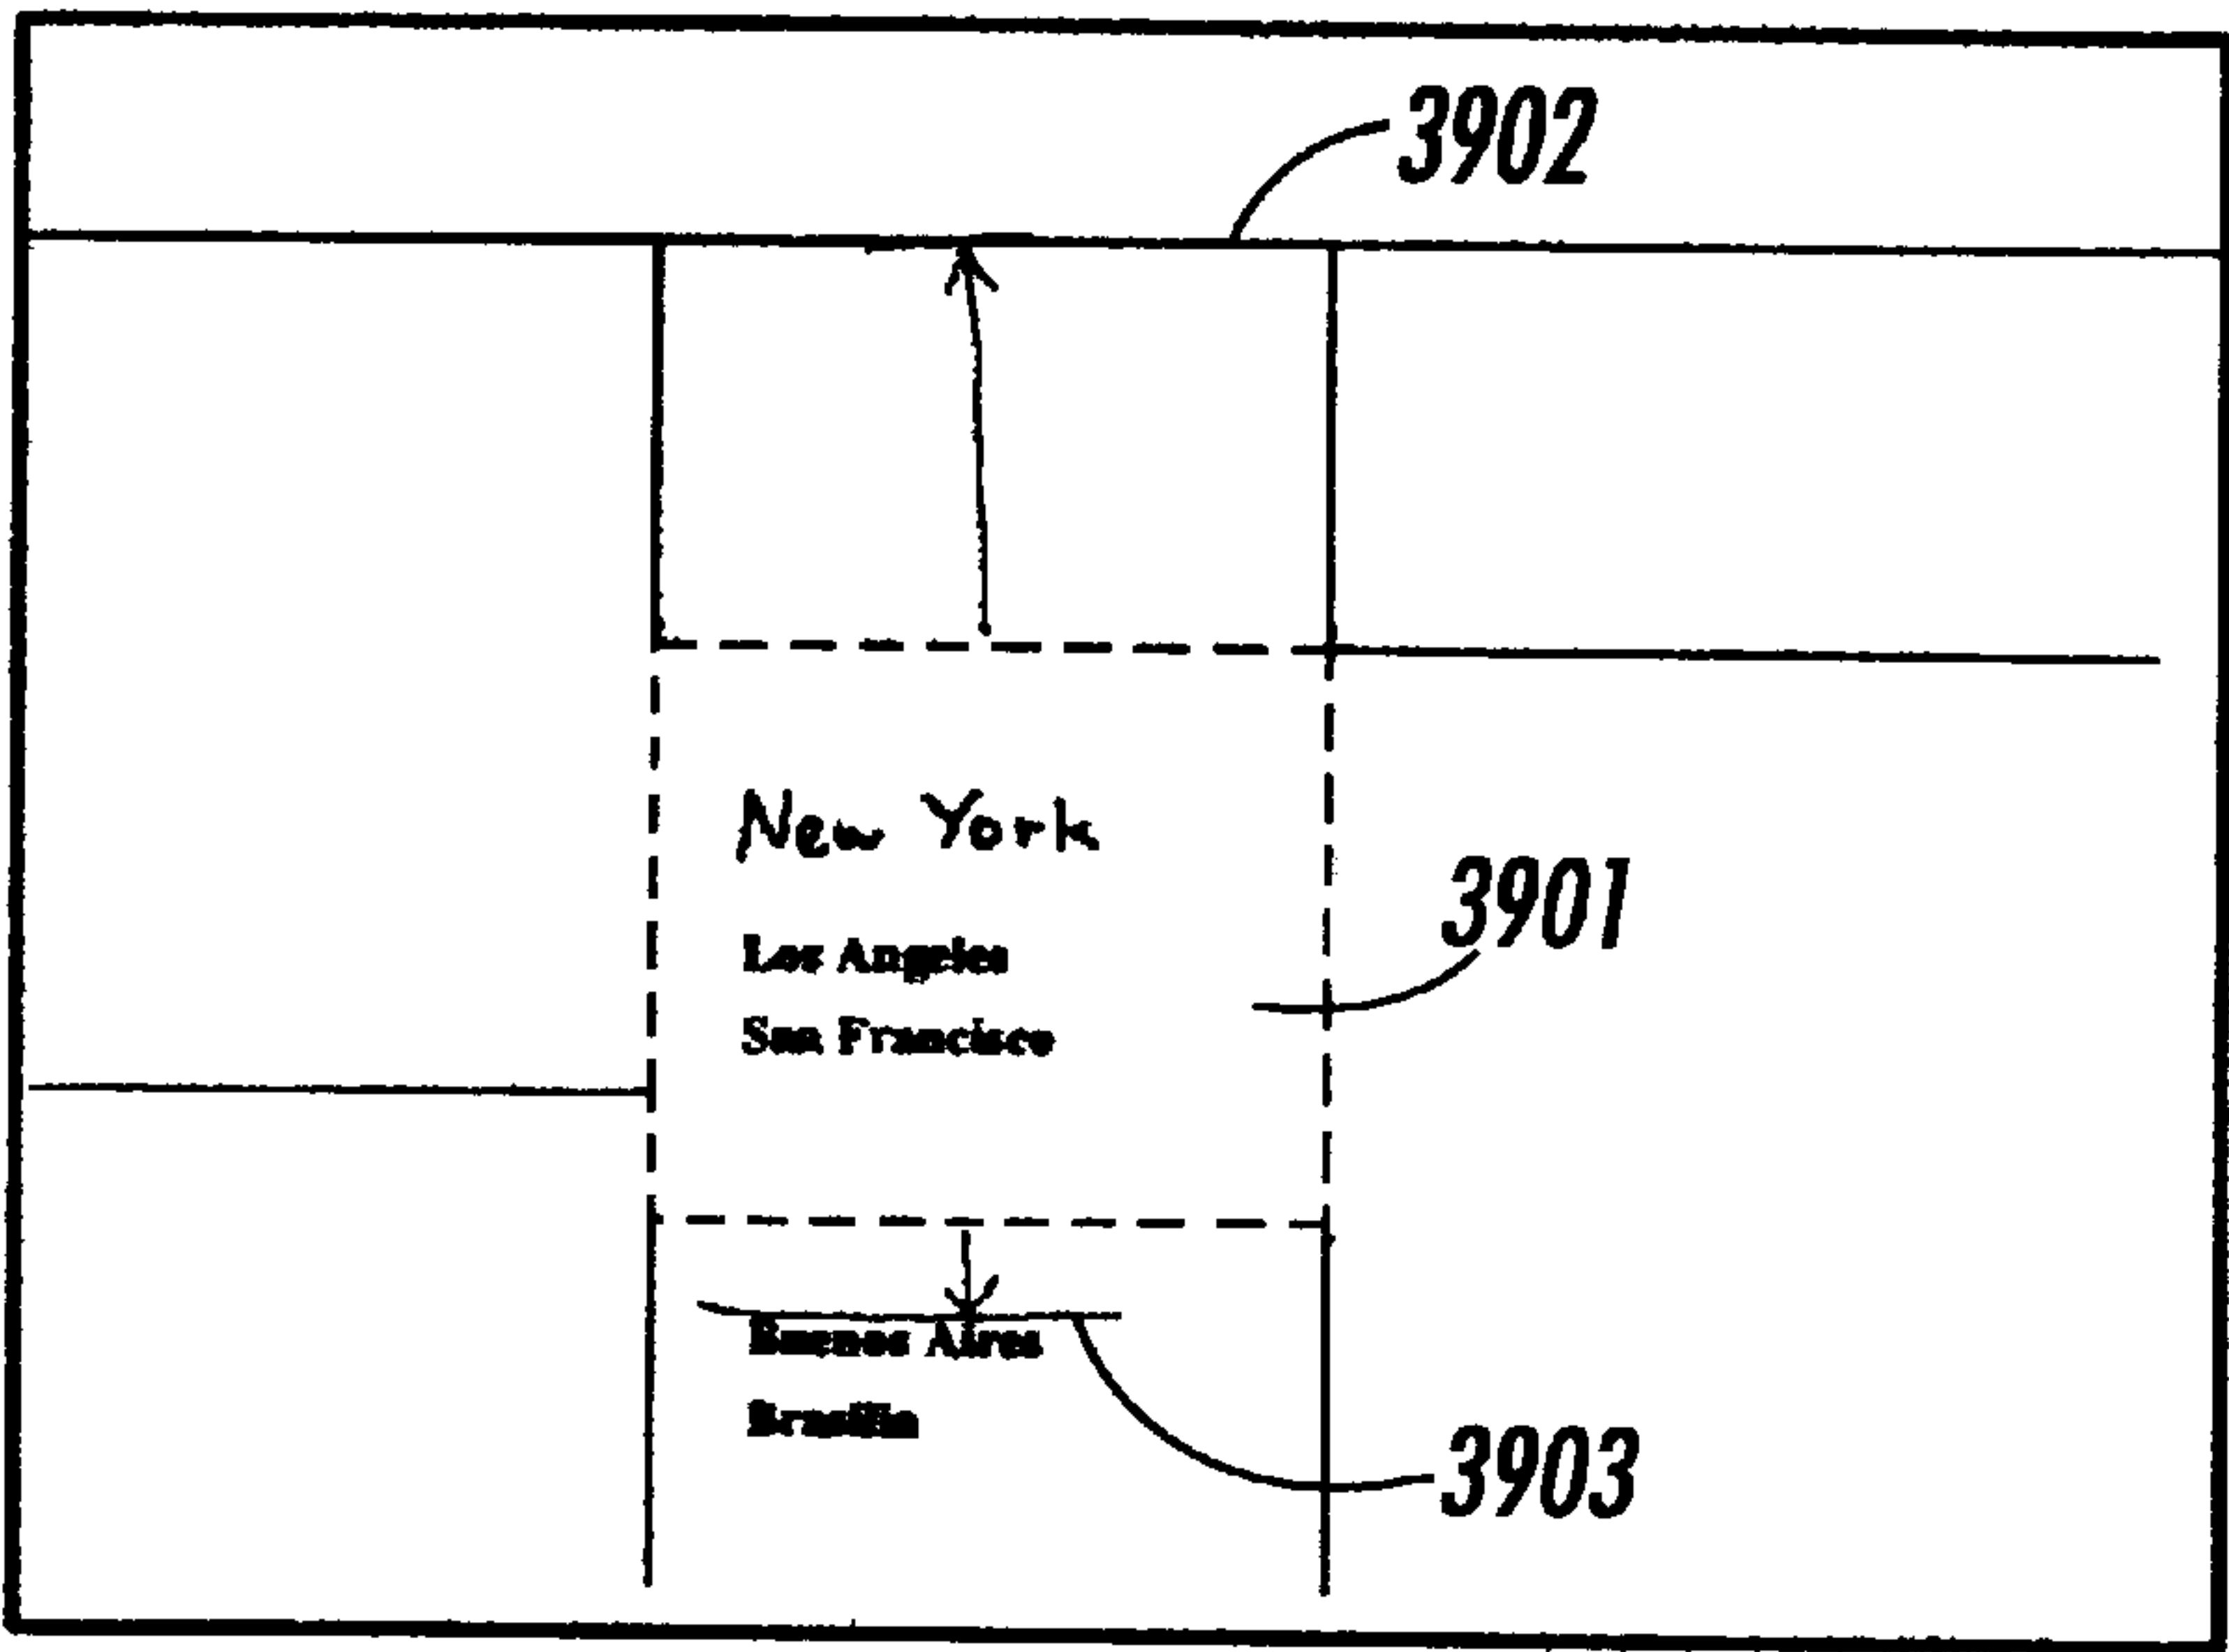 3902
New York
3901
Los Angeles
San Francisco
Buenos Aires
Brasilia
3903